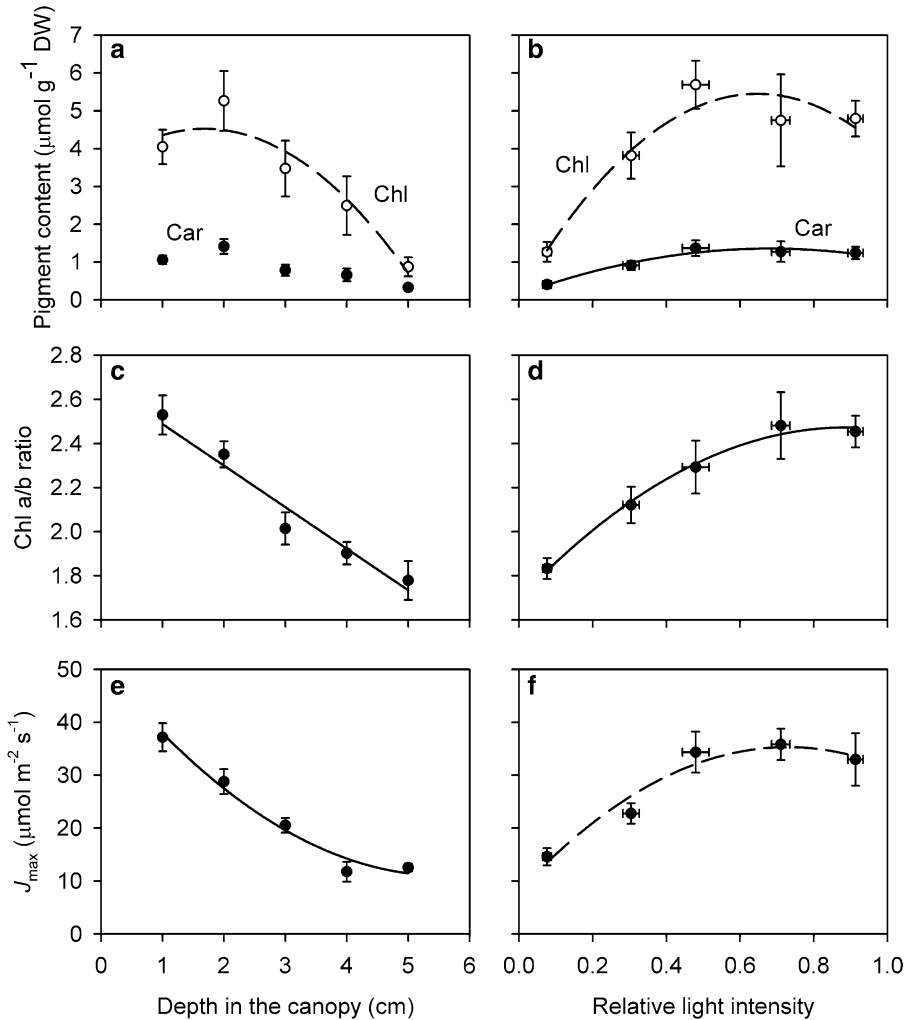 Pigment content (μmol g⁻¹ DW)
7
6
5
4
3
2
1
0
a
Car
Chl
b
Chl
Car
Chl a/b ratio
2.8
2.6
2.4
2.2
2.0
1.8
1.6
c
d
Jmax (μmol m⁻² s⁻¹)
50
40
30
20
10
0
e
f
0 1 2 3 4 5 6
0.0 0.2 0.4 0.6 0.8 1.0
Depth in the canopy (cm)
Relative light intensity